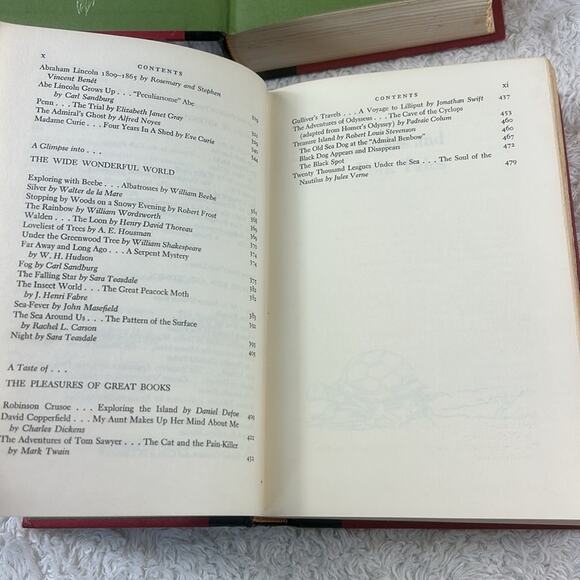 x
CONTENTS
Abraham Lincoln 1809–1865 by Rosemary and Stephen
Vincent Benét
Abe Lincoln Grows Up . . . "Peculiarsome" Abe
by Carl Sandburg
Penn . . . The Trial by Elizabeth Janet Gray
The Admiral's Ghost by Alfred Noyes
Madame Curie . . . Four Years In A Shed by Eve Curie
A Glimpse into . . .
THE WIDE WONDERFUL WORLD
Exploring with Beebe . . . Albatrosses by William Beebe
Silver by Walter de la Mare
Stopping by Woods on a Snowy Evening by Robert Frost
The Rainbow by William Wordsworth
Walden . . . The Loon by Henry David Thoreau
Loveliest of Trees by A. E. Housman
Under the Greenwood Tree by William Shakespeare
Far Away and Long Ago . . . A Serpent Mystery
by W. H. Hudson
Fog by Carl Sandburg
The Falling Star by Sara Teasdale
The Insect World . . . The Great Peacock Moth
by J. Henri Fabre
Sea-Fever by John Masefield
The Sea Around Us . . . The Pattern of the Surface
by Rachel L. Carson
Night by Sara Teasdale
405
A Taste of . . .
THE PLEASURES OF GREAT BOOKS
Robinson Crusoe . . . Exploring the Island by Daniel Defoe
David Copperfield . . . My Aunt Makes Up Her Mind About Me
by Charles Dickens 421
The Adventures of Tom Sawyer . . . The Cat and the Pain-Killer
by Mark Twain 432
CONTENTS
xi
Gulliver's Travels . . . A Voyage to Lilliput by Jonathan Swift 437
The Adventures of Odysseus . . . The Cave of the Cyclops
(adapted from Homer's Odyssey) by Padraic Colum 453
Treasure Island by Robert Louis Stevenson 460
The Old Sea Dog at the "Admiral Benbow" 460
Black Dog Appears and Disappears 467
The Black Spot 472
Twenty Thousand Leagues Under the Sea . . . The Soul of the
Nautilus by Jules Verne 479